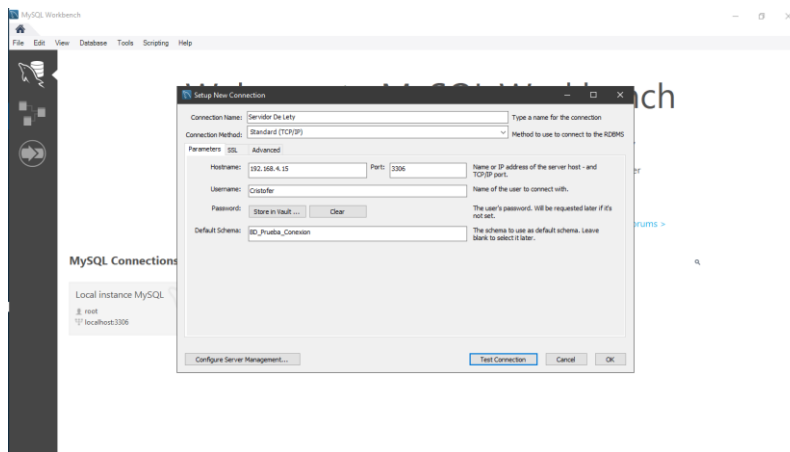 MySQL Workbench
File Edit View Database Tools Scripting Help
Setup New Connection
Connection Name: Servidor De Lety Type a name for the connection
Connection Method: Standard (TCP/IP) Method to use to connect to the RDBMS
Parameters SSL Advanced
Hostname: 192.168.4.15 Port: 3306 Name or IP address of the server host - and
TCP/IP port.
Username: Cristofer Name of the user to connect with.
Password: Store in Vault ... Clear The user's password. Will be requested later if it's
not set.
Default Schema: BD_Prueba_Conexion The schema to use as default schema. Leave
blank to select it later.
Configure Server Management... Test Connection Cancel OK
nch
er
orums >
MySQL Connections
Local instance MySQL
root
localhost:3306